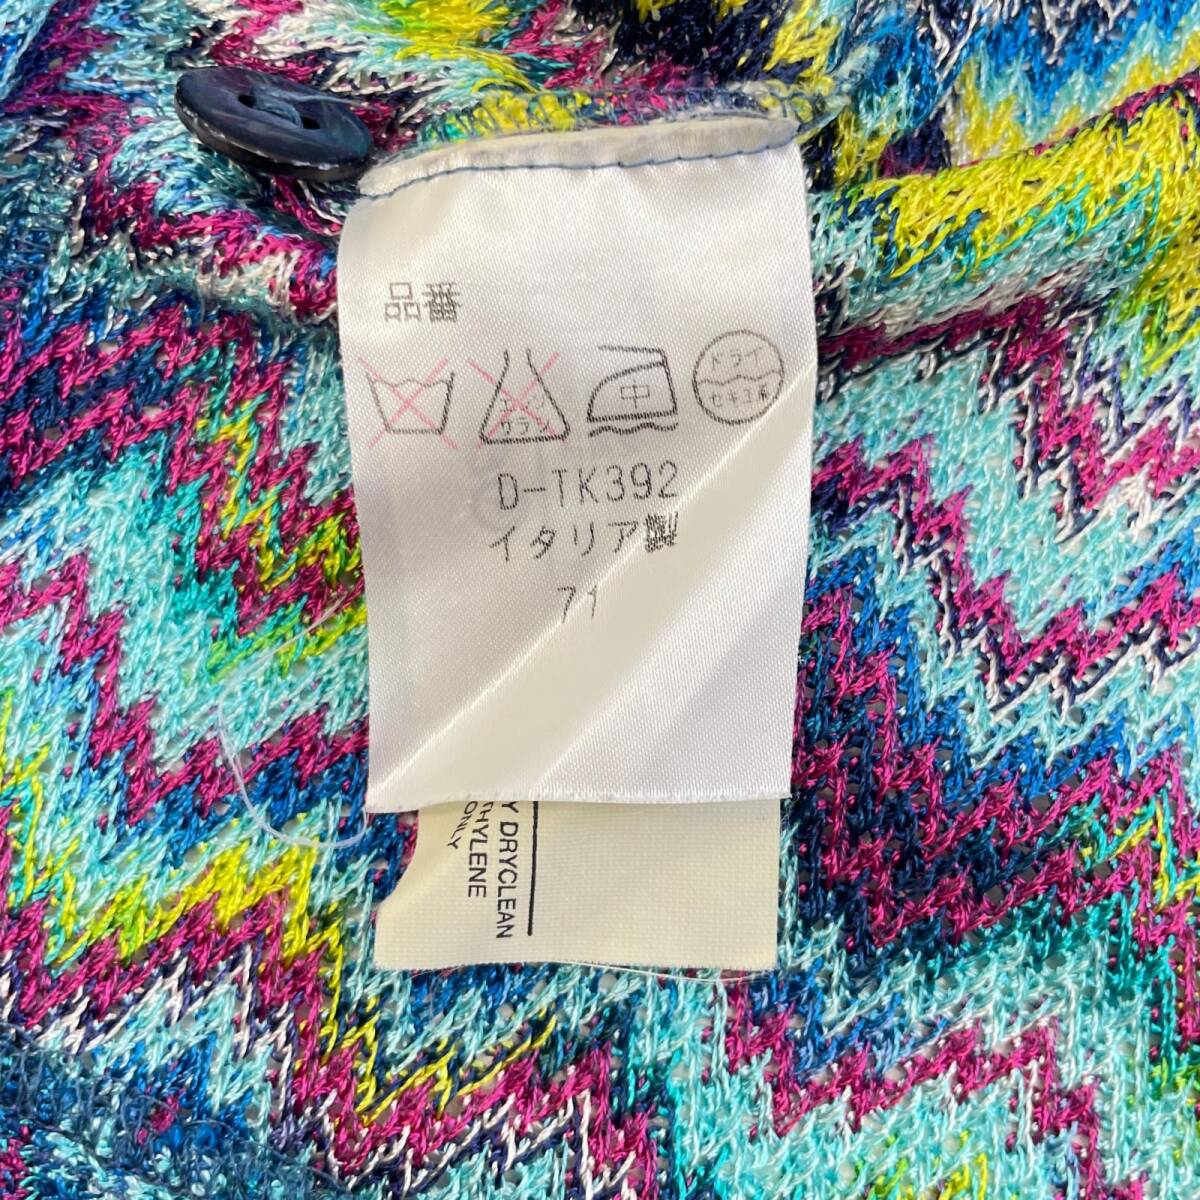 品番
中
ドライ
セキユ系
D-TK392
イタリア製
71
Y DRYCLEAN
THYLENE
ONLY